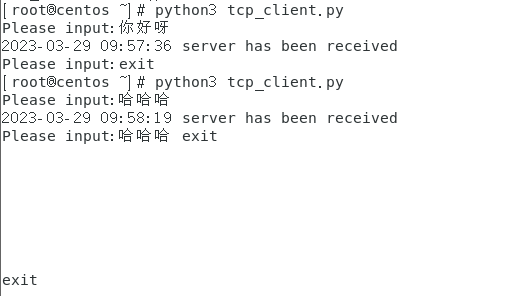 [root@centos ~]# python3 tcp_client.py
Please input:你好呀
2023-03-29 09:57:36 server has been received
Please input:exit
[root@centos ~]# python3 tcp_client.py
Please input:哈哈哈
2023-03-29 09:58:19 server has been received
Please input:哈哈哈 exit
exit